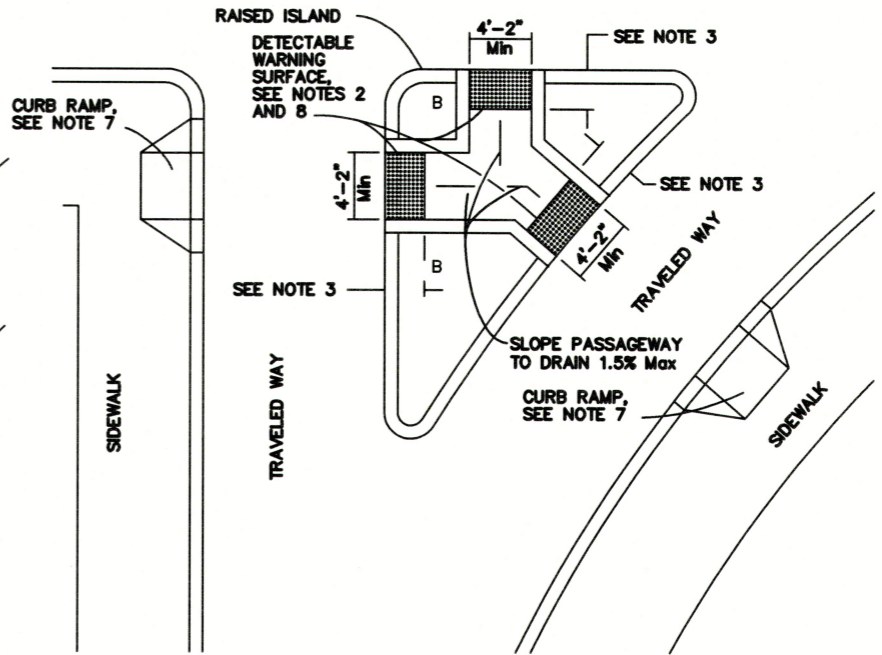 RAISED ISLAND
DETECTABLE
WARNING
SURFACE,
SEE NOTES 2
AND 8
4'-2"
Min
SEE NOTE 3
CURB RAMP,
SEE NOTE 7
B
4'-2"
Min
SEE NOTE 3
4'-2"
Min
B
SEE NOTE 3
TRAVELED WAY
SLOPE PASSAGEWAY
TO DRAIN 1.5% Max
CURB RAMP,
SEE NOTE 7
SIDEWALK
TRAVELED WAY
SIDEWALK